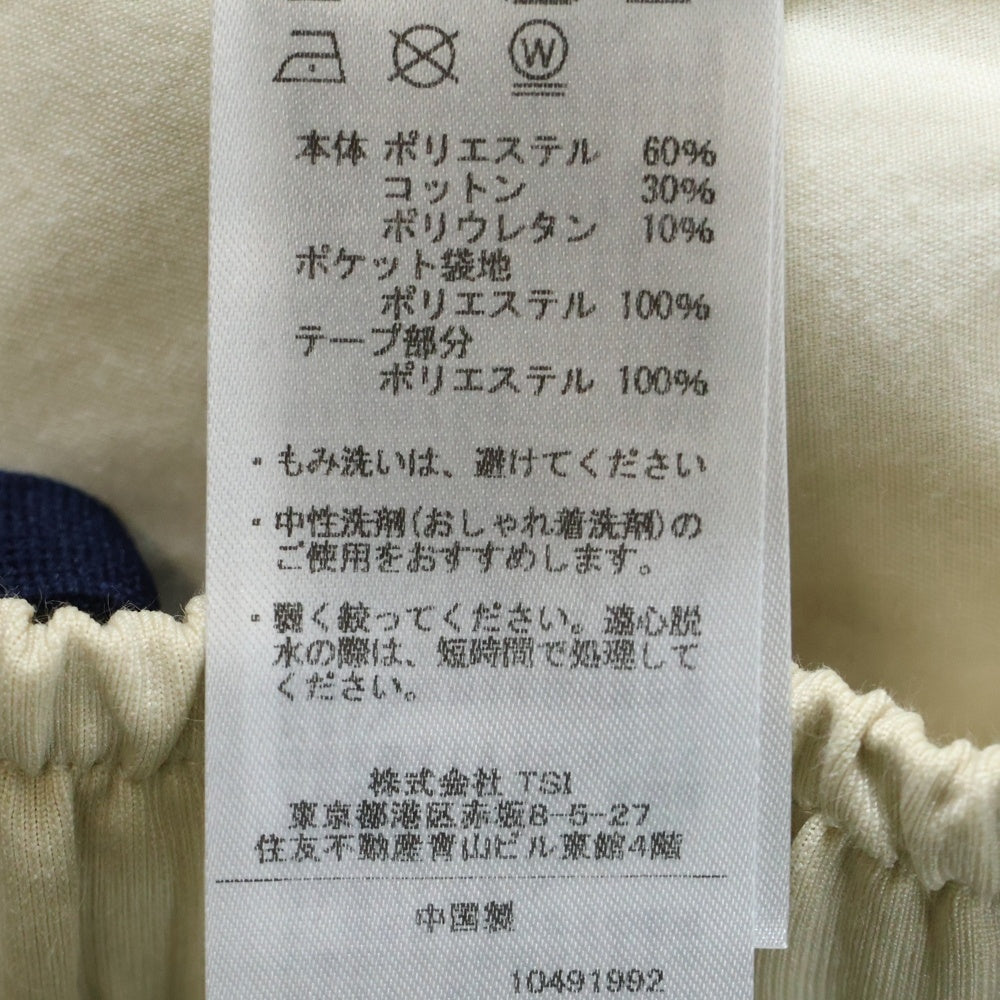 W
本体 ポリエステル 60%
コットン 30%
ポリウレタン 10%
ポケット袋地
ポリエステル 100%
テープ部分
ポリエステル 100%
・もみ洗いは、避けてください
・中性洗剤(おしゃれ着洗剤)の
ご使用をおすすめします。
・弱く絞ってください。遠心脱
水の際は、短時間で処理して
ください。
株式会社 TSI
東京都港区赤坂8-5-27
住友不動産青山ビル東館4階
中国製
10491992